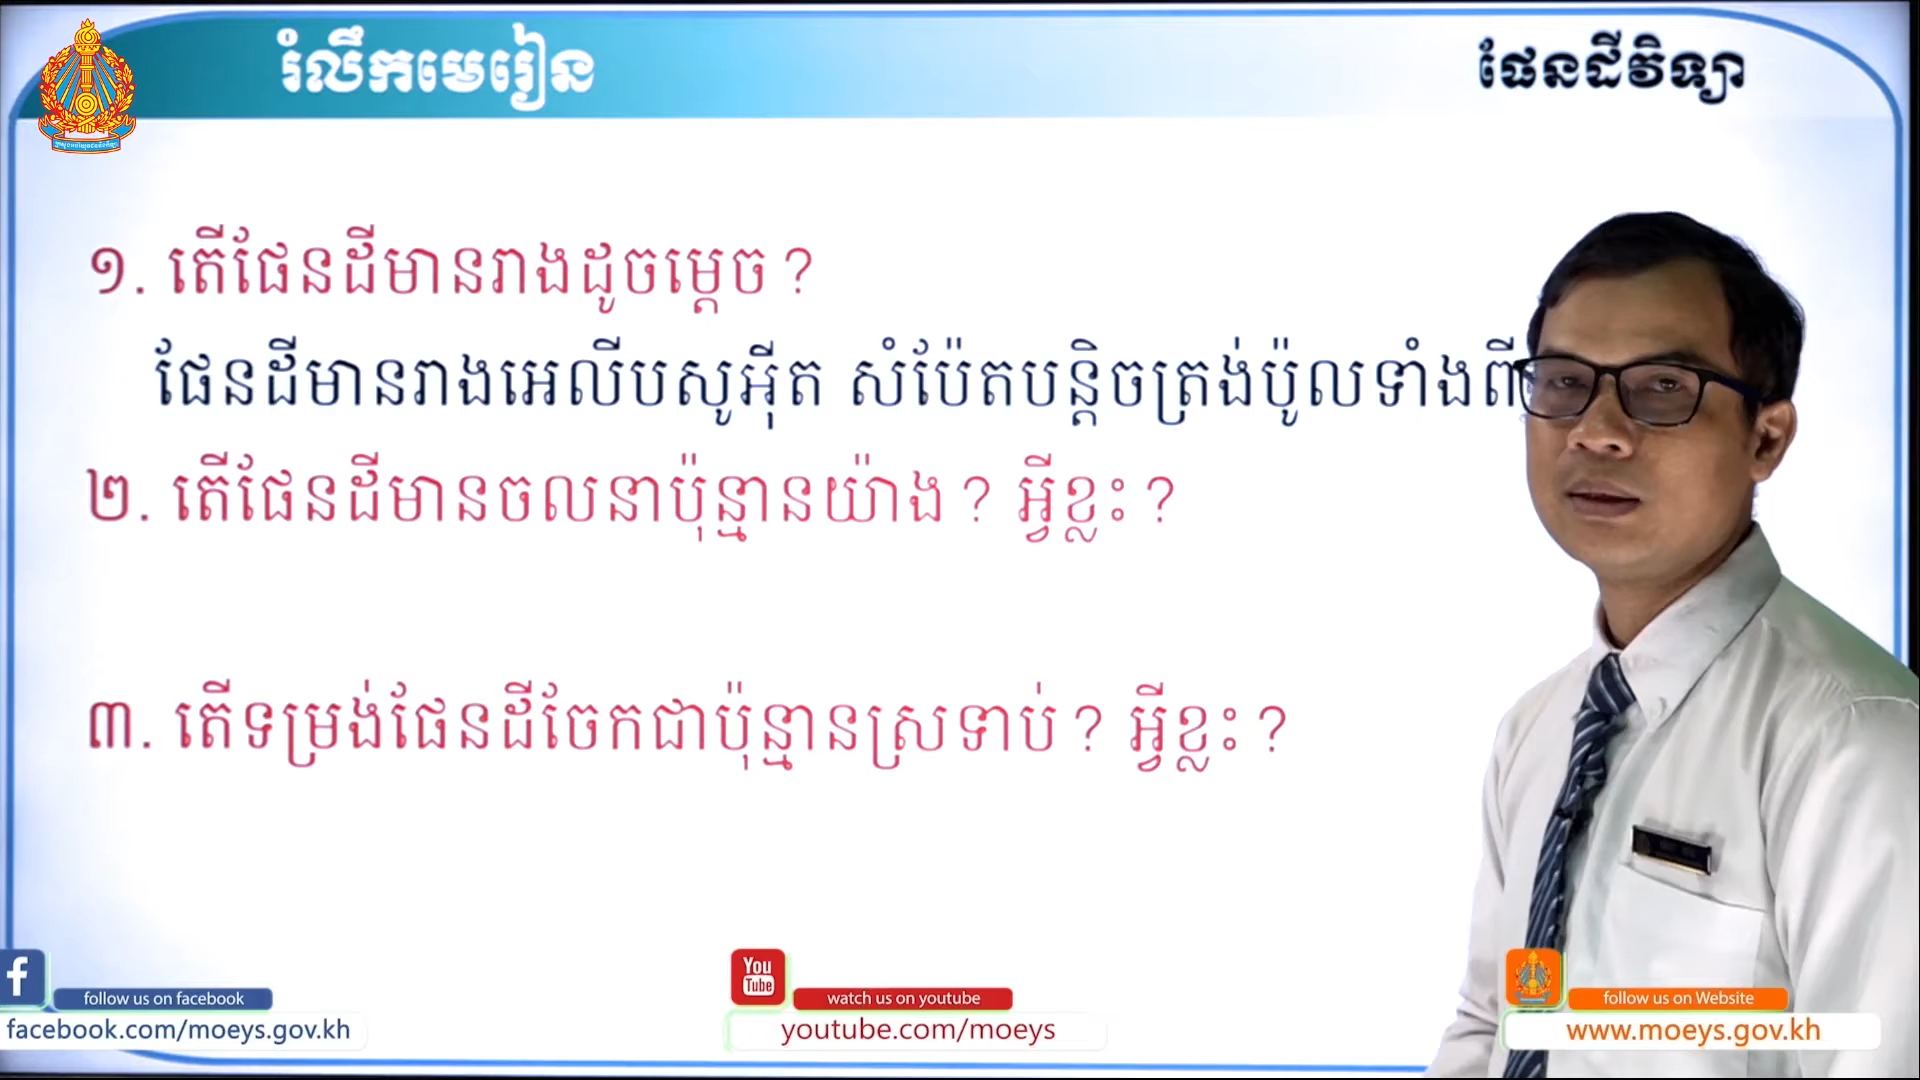 រំលឹកមេរៀន
ផែនដីវិទ្យា
១. តើផែនដីមានរាងដូចម្ដេច ?
ផែនដីមានរាងអេលីបសូអ៊ីត សំប៉ែតបន្តិចត្រង់ប៉ូលទាំងពី
២. តើផែនដីមានចលនាប៉ុន្មានយ៉ាង ? អ្វីខ្លះ ?
៣. តើទម្រង់ផែនដីចែកជាប៉ុន្មានស្រទាប់ ? អ្វីខ្លះ ?
follow us on facebook
facebook.com/moeys.gov.kh
You Tube
watch us on youtube
youtube.com/moeys
follow us on Website
www.moeys.gov.kh